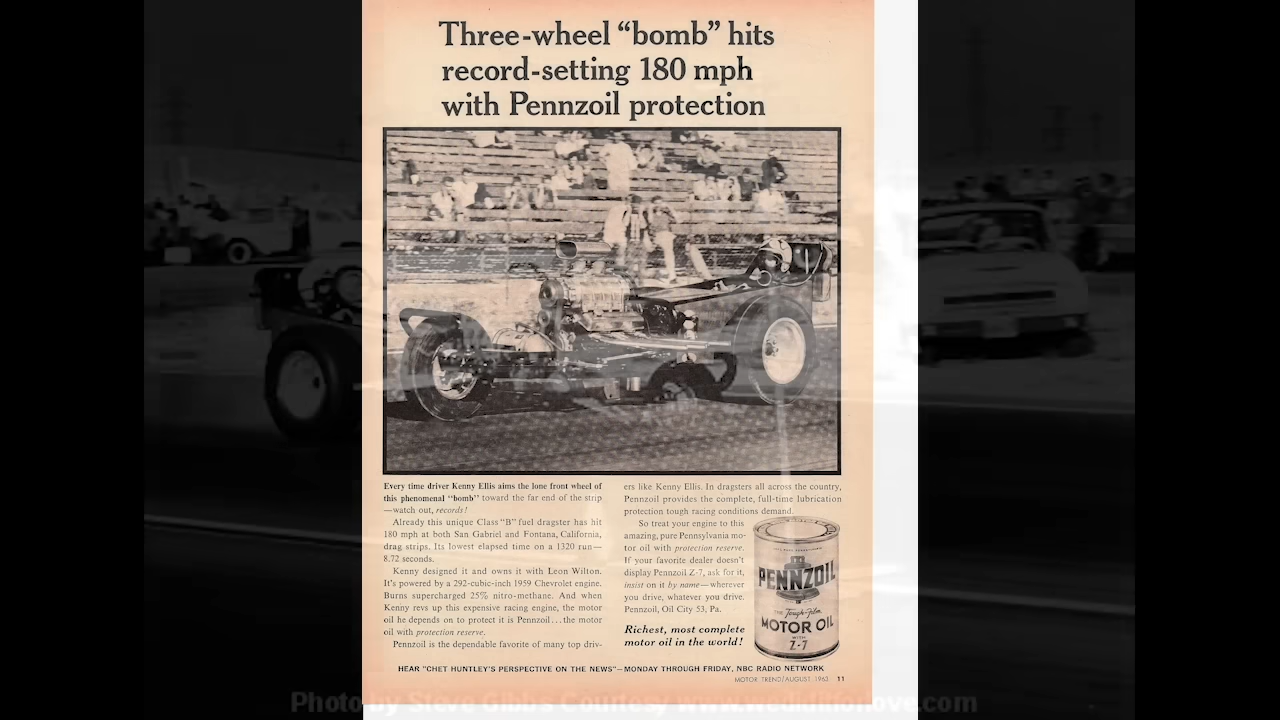 Three-wheel “bomb” hits
record-setting 180 mph
with Pennzoil protection
Every time driver Kenny Ellis aims the lone front wheel of
this phenomenal “bomb” toward the far end of the strip
—watch out, records!
Already this unique Class “B” fuel dragster has hit
180 mph at both San Gabriel and Fontana, California,
drag strips. Its lowest elapsed time on a 1320 run—
8.72 seconds.
Kenny designed it and owns it with Leon Wilton.
It’s powered by a 292-cubic-inch 1959 Chevrolet engine.
Burns supercharged 25% nitro-methane. And when
Kenny revs up this expensive racing engine, the motor
oil he depends on to protect it is Pennzoil...the motor
oil with protection reserve.
Pennzoil is the dependable favorite of many top driv-
ers like Kenny Ellis. In dragsters all across the country,
Pennzoil provides the complete, full-time lubrication
protection tough racing conditions demand.
So treat your engine to this
amazing, pure Pennsylvania mo-
tor oil with protection reserve.
If your favorite dealer doesn’t
display Pennzoil Z-7, ask for it,
insist on it by name—wherever
you drive, whatever you drive.
Pennzoil, Oil City 53, Pa.
Richest, most complete
motor oil in the world!
PENNZOIL
THE Tough-Film
MOTOR OIL
WITH
Z-7
HEAR “CHET HUNTLEY’S PERSPECTIVE ON THE NEWS”—MONDAY THROUGH FRIDAY, NBC RADIO NETWORK
MOTOR TREND/AUGUST 1963 11
Photo by Steve Gibbs Courtesy